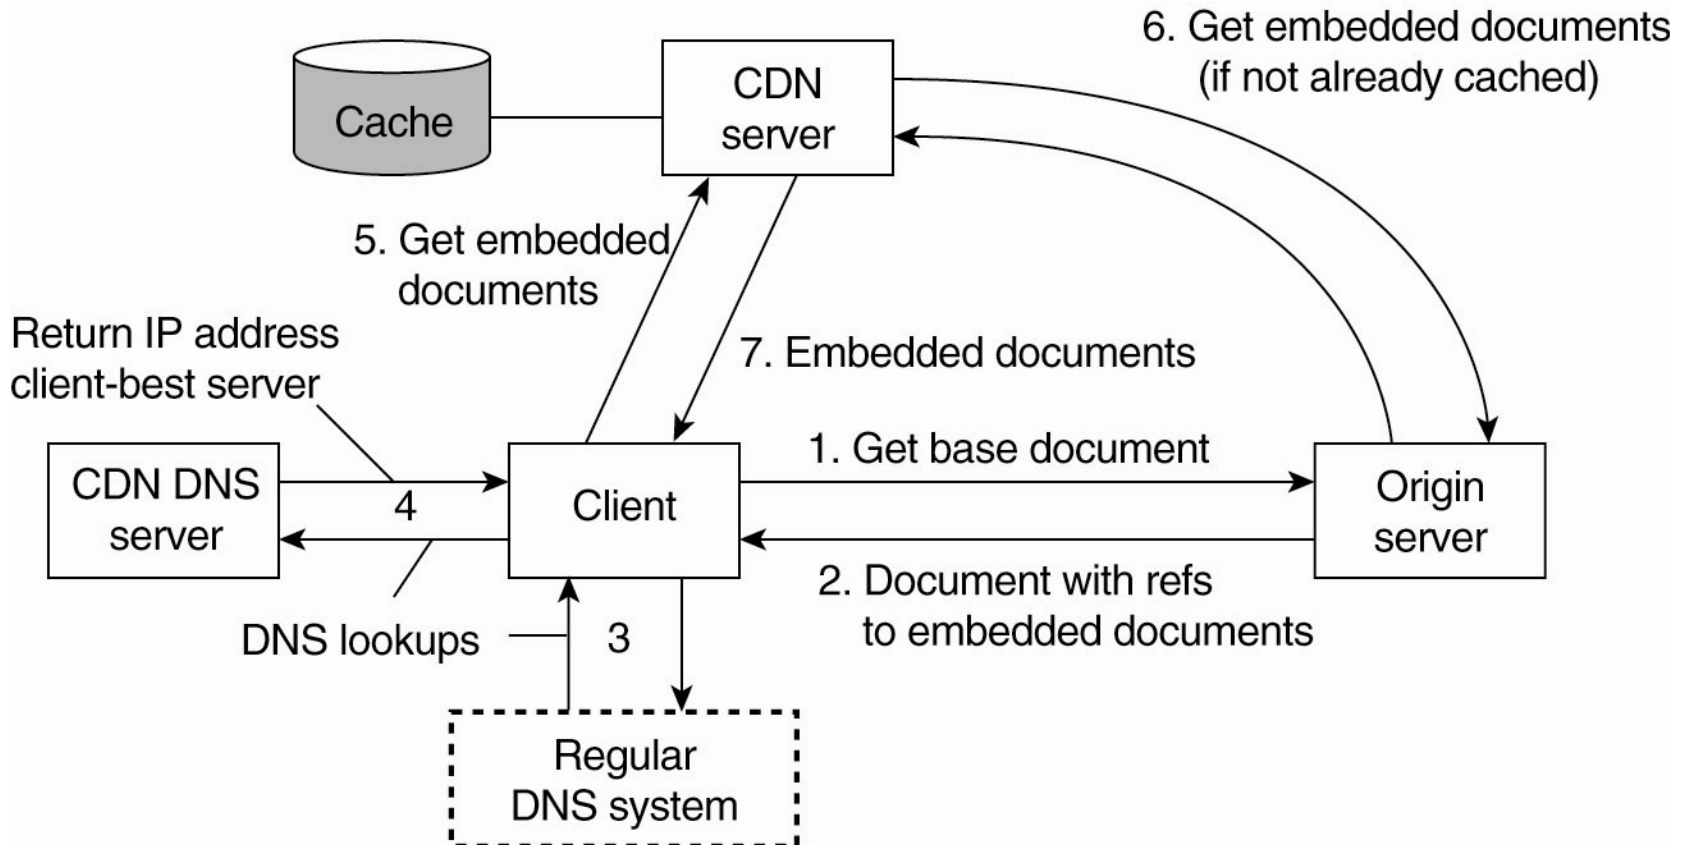 6. Get embedded documents
(if not already cached)
CDN
server
Cache
5. Get embedded
documents
Return IP address
client-best server
7. Embedded documents
1. Get base document
CDN DNS
server
4
Client
Origin
server
2. Document with refs
to embedded documents
DNS lookups
3
Regular
DNS system